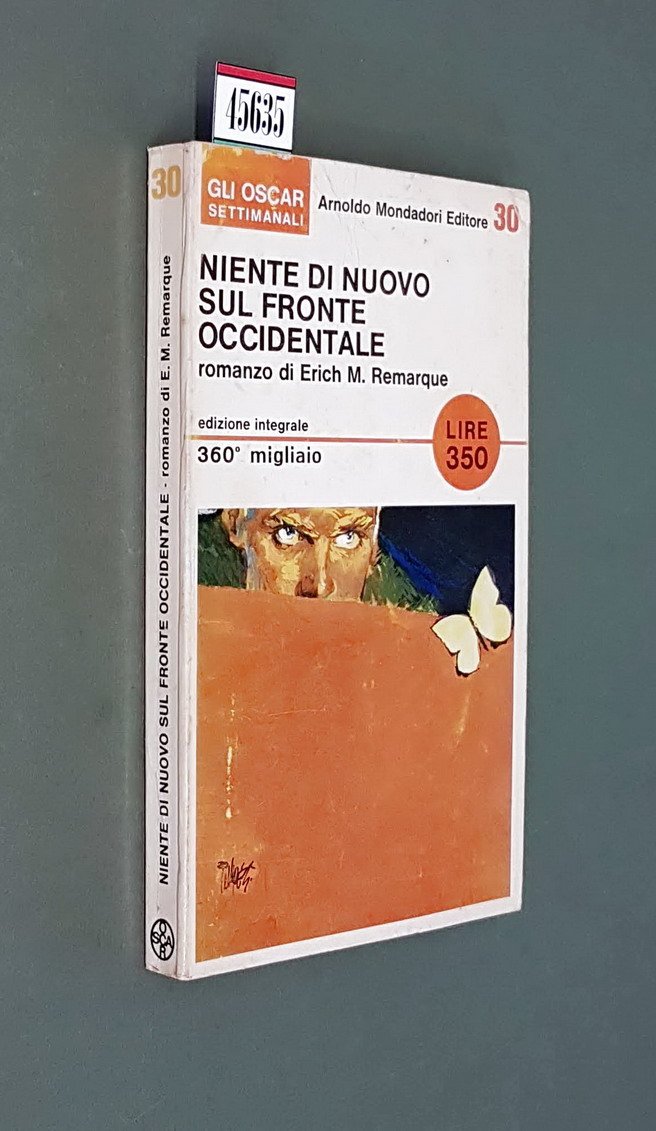 45635
30
GLI OSCAR
SETTIMANALI
Arnoldo Mondadori Editore 30
NIENTE DI NUOVO
SUL FRONTE
OCCIDENTALE
romanzo di Erich M. Remarque
edizione integrale
LIRE
350
360° migliaio
NIENTE DI NUOVO SUL FRONTE OCCIDENTALE - romanzo di E. M. Remarque
OSCAR